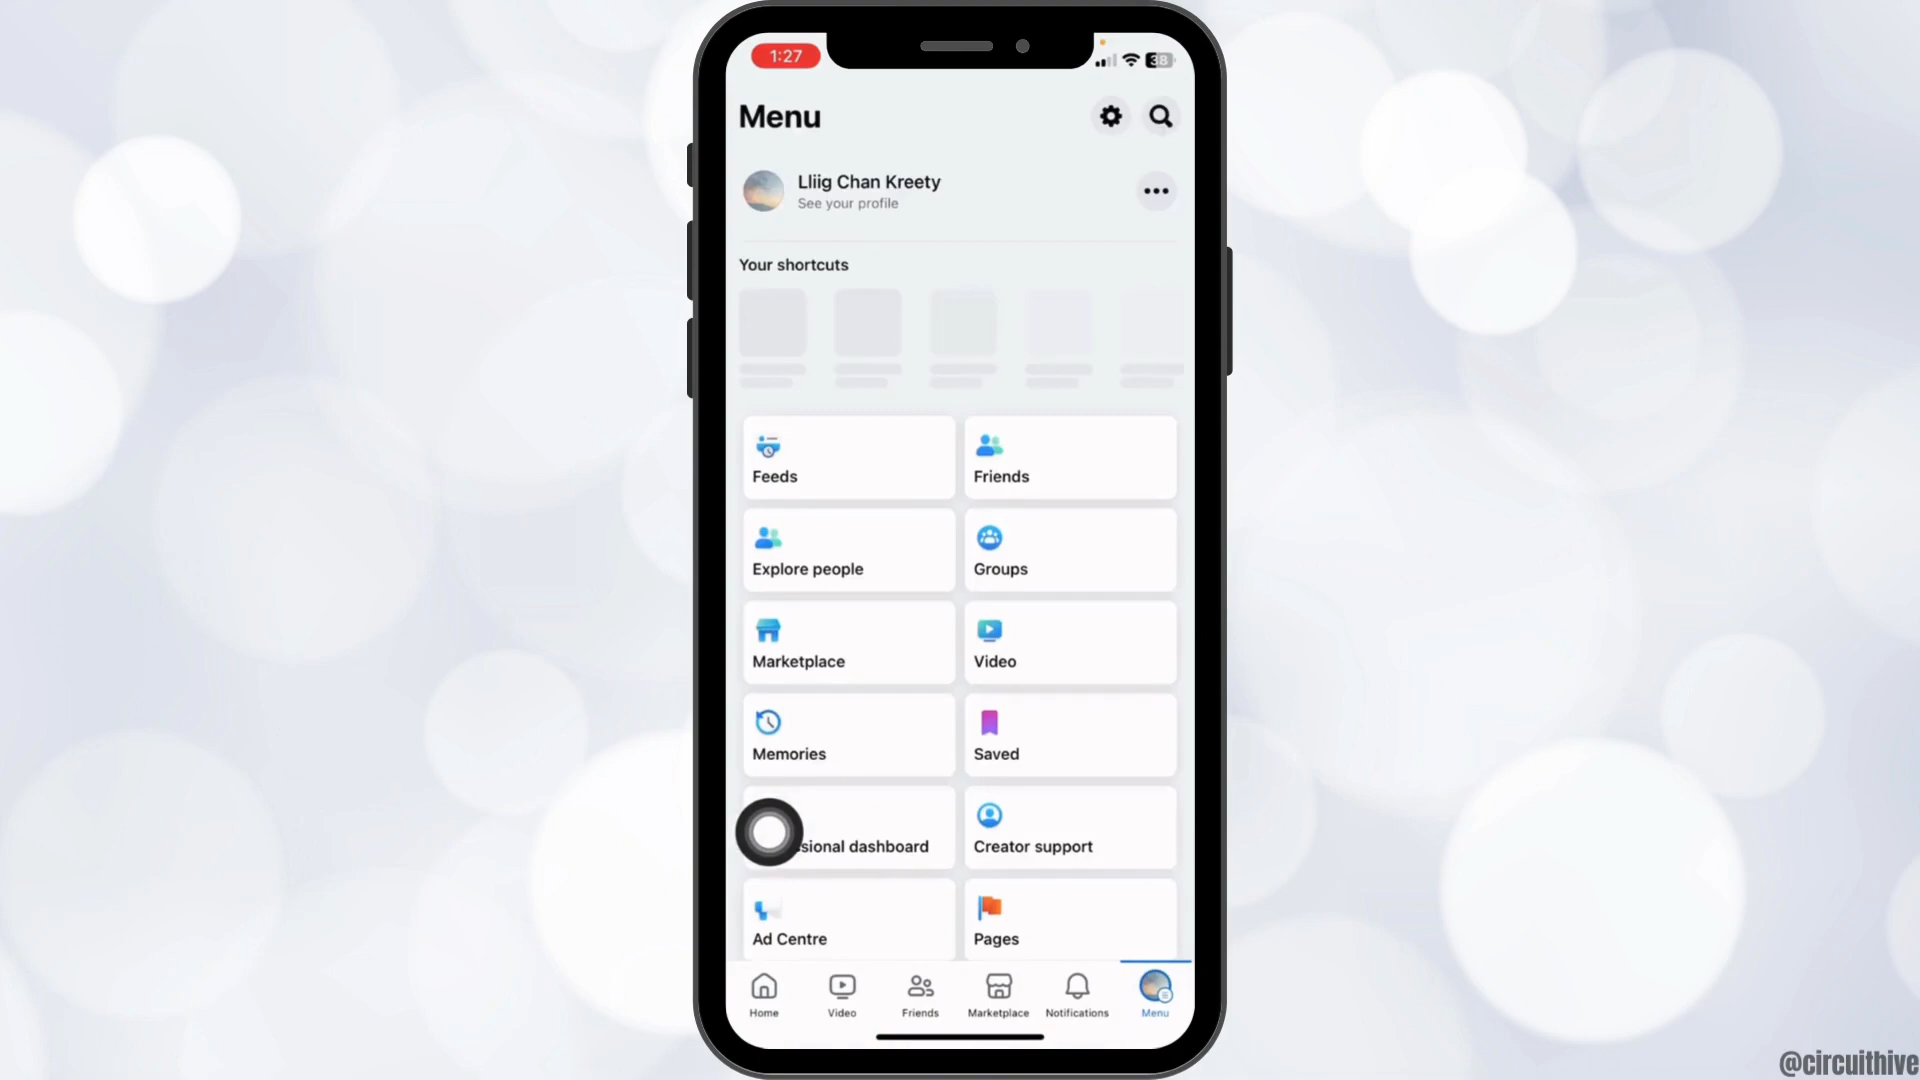 1:27
38
Menu
Lliig Chan Kreety
See your profile
Your shortcuts
Feeds
Friends
Explore people
Groups
Marketplace
Video
Memories
Saved
sional dashboard
Creator support
Ad Centre
Pages
Home
Video
Friends
Marketplace
Notifications
Menu
@circuithive